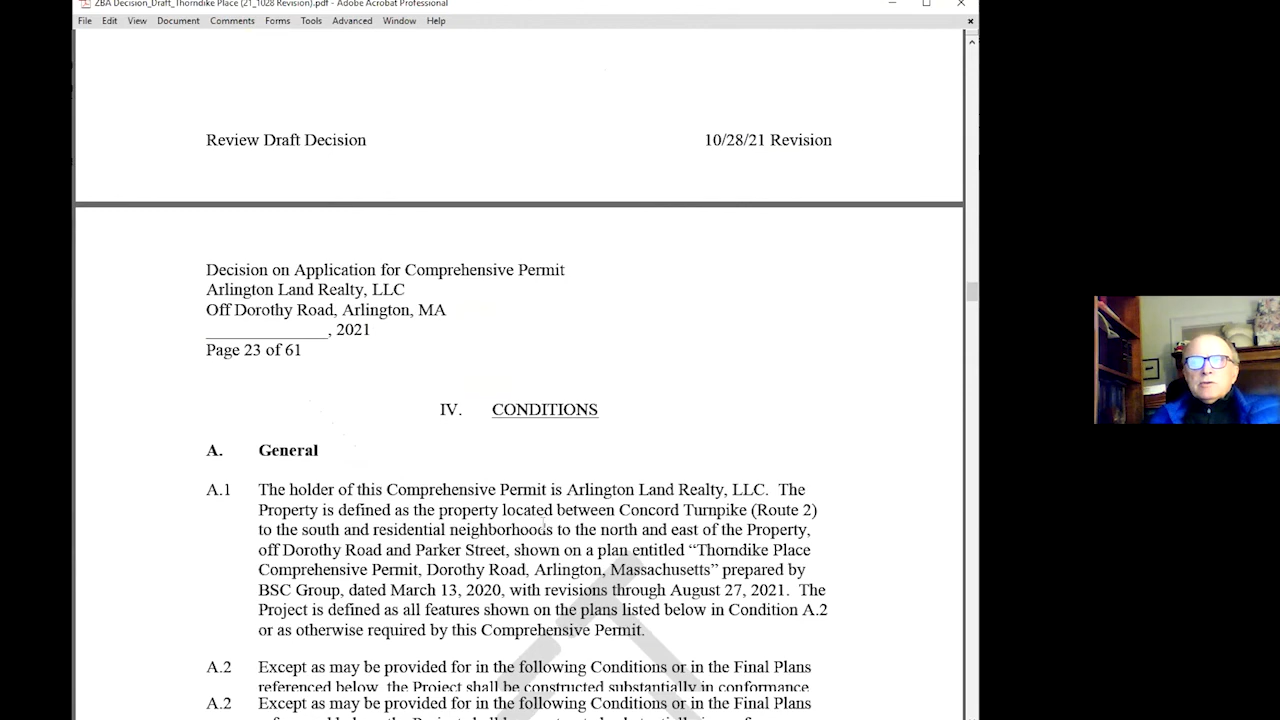 ZBA Decision_Draft_Thorndike Place (21_1028 Revision).pdf - Adobe Acrobat Professional
File Edit View Document Comments Forms Tools Advanced Window Help
Review Draft Decision 10/28/21 Revision
Decision on Application for Comprehensive Permit
Arlington Land Realty, LLC
Off Dorothy Road, Arlington, MA
______________, 2021
Page 23 of 61
IV. CONDITIONS
A. General
A.1 The holder of this Comprehensive Permit is Arlington Land Realty, LLC. The
Property is defined as the property located between Concord Turnpike (Route 2)
to the south and residential neighborhoods to the north and east of the Property,
off Dorothy Road and Parker Street, shown on a plan entitled “Thorndike Place
Comprehensive Permit, Dorothy Road, Arlington, Massachusetts” prepared by
BSC Group, dated March 13, 2020, with revisions through August 27, 2021. The
Project is defined as all features shown on the plans listed below in Condition A.2
or as otherwise required by this Comprehensive Permit.
A.2 Except as may be provided for in the following Conditions or in the Final Plans
referenced below, the Project shall be constructed substantially in conformance
A.2 Except as may be provided for in the following Conditions or in the Final Plans